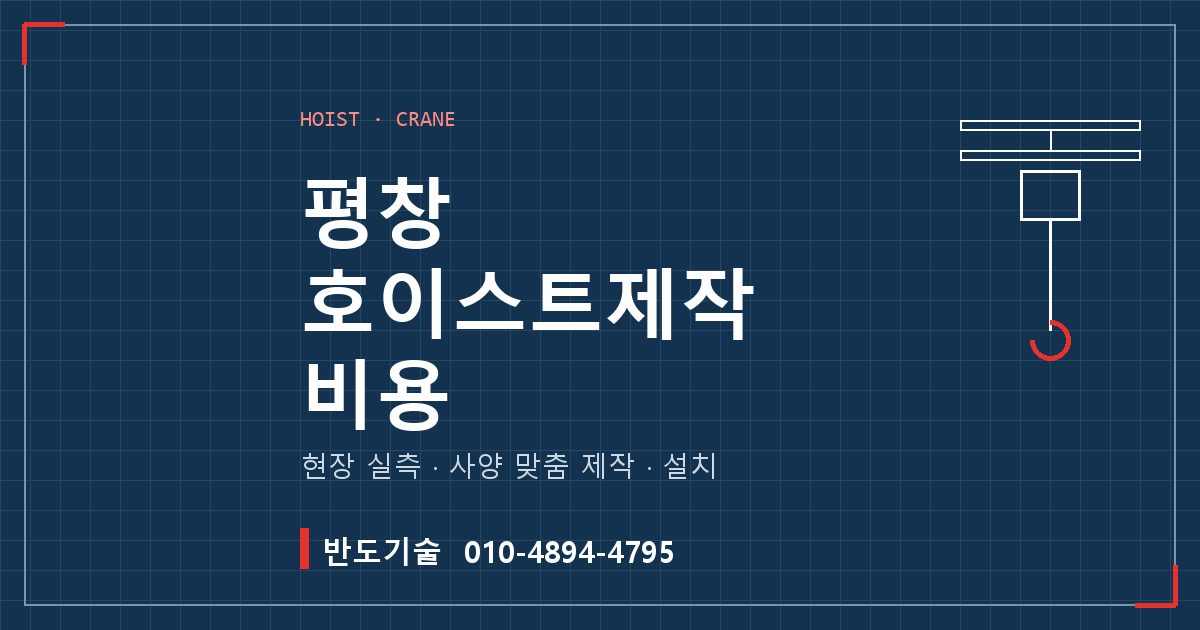 HOIST · CRANE
평창
호이스트제작
비용
현장 실측 · 사양 맞춤 제작 · 설치
반도기술 010-4894-4795